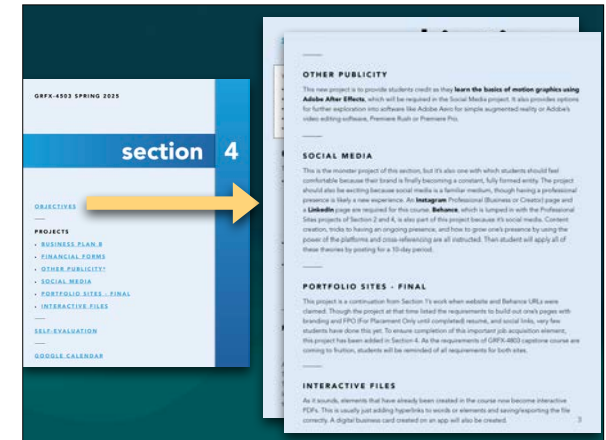 GRFX-4503 SPRING 2025
section 4
OBJECTIVES
PROJECTS
• BUSINESS PLAN B
• FINANCIAL FORMS
• OTHER PUBLICITY*
• SOCIAL MEDIA
• PORTFOLIO SITES - FINAL
• INTERACTIVE FILES
SELF-EVALUATION
GOOGLE CALENDAR
OTHER PUBLICITY
This new project is to provide students credit as they learn the basics of motion graphics using
Adobe After Effects, which will be required in the Social Media project. It also provides options
for further exploration into software like Adobe Aero for simple augmented reality or Adobe's
video editing software, Premiere Rush or Premiere Pro.
SOCIAL MEDIA
This is the monster project of this section, but it's also one with which students should feel
comfortable because their brand is finally becoming a constant, fully formed entity. The project
should also be exciting because social media is a familiar medium, though having a professional
presence is likely a new experience. An Instagram Professional (Business or Creator) page and
a LinkedIn page are required for this course. Behance, which is lumped in with the Professional
Sites projects of Section 2 and 4, is also part of this project because it's social media. Content
creation, tricks to having an ongoing presence, and how to grow one's presence by using the
power of the platforms and cross-referencing are all instructed. Then student will apply all of
these theories by posting for a 10-day period.
PORTFOLIO SITES - FINAL
This project is a continuation from Section 1's work when website and Behance URLs were
claimed. Though the project at that time listed the requirements to build out one's pages with
branding and FPO (For Placement Only until completed) resume, and social links, very few
students have done this yet. To ensure completion of this important job acquisition element,
this project has been added in Section 4. As the requirements of GRFX-4803 capstone course are
coming to fruition, students will be reminded of all requirements for both sites.
INTERACTIVE FILES
As it sounds, elements that have already been created in the course now become interactive
PDFs. This is usually just adding hyperlinks to words or elements and saving/exporting the file
correctly. A digital business card created on an app will also be created.
3